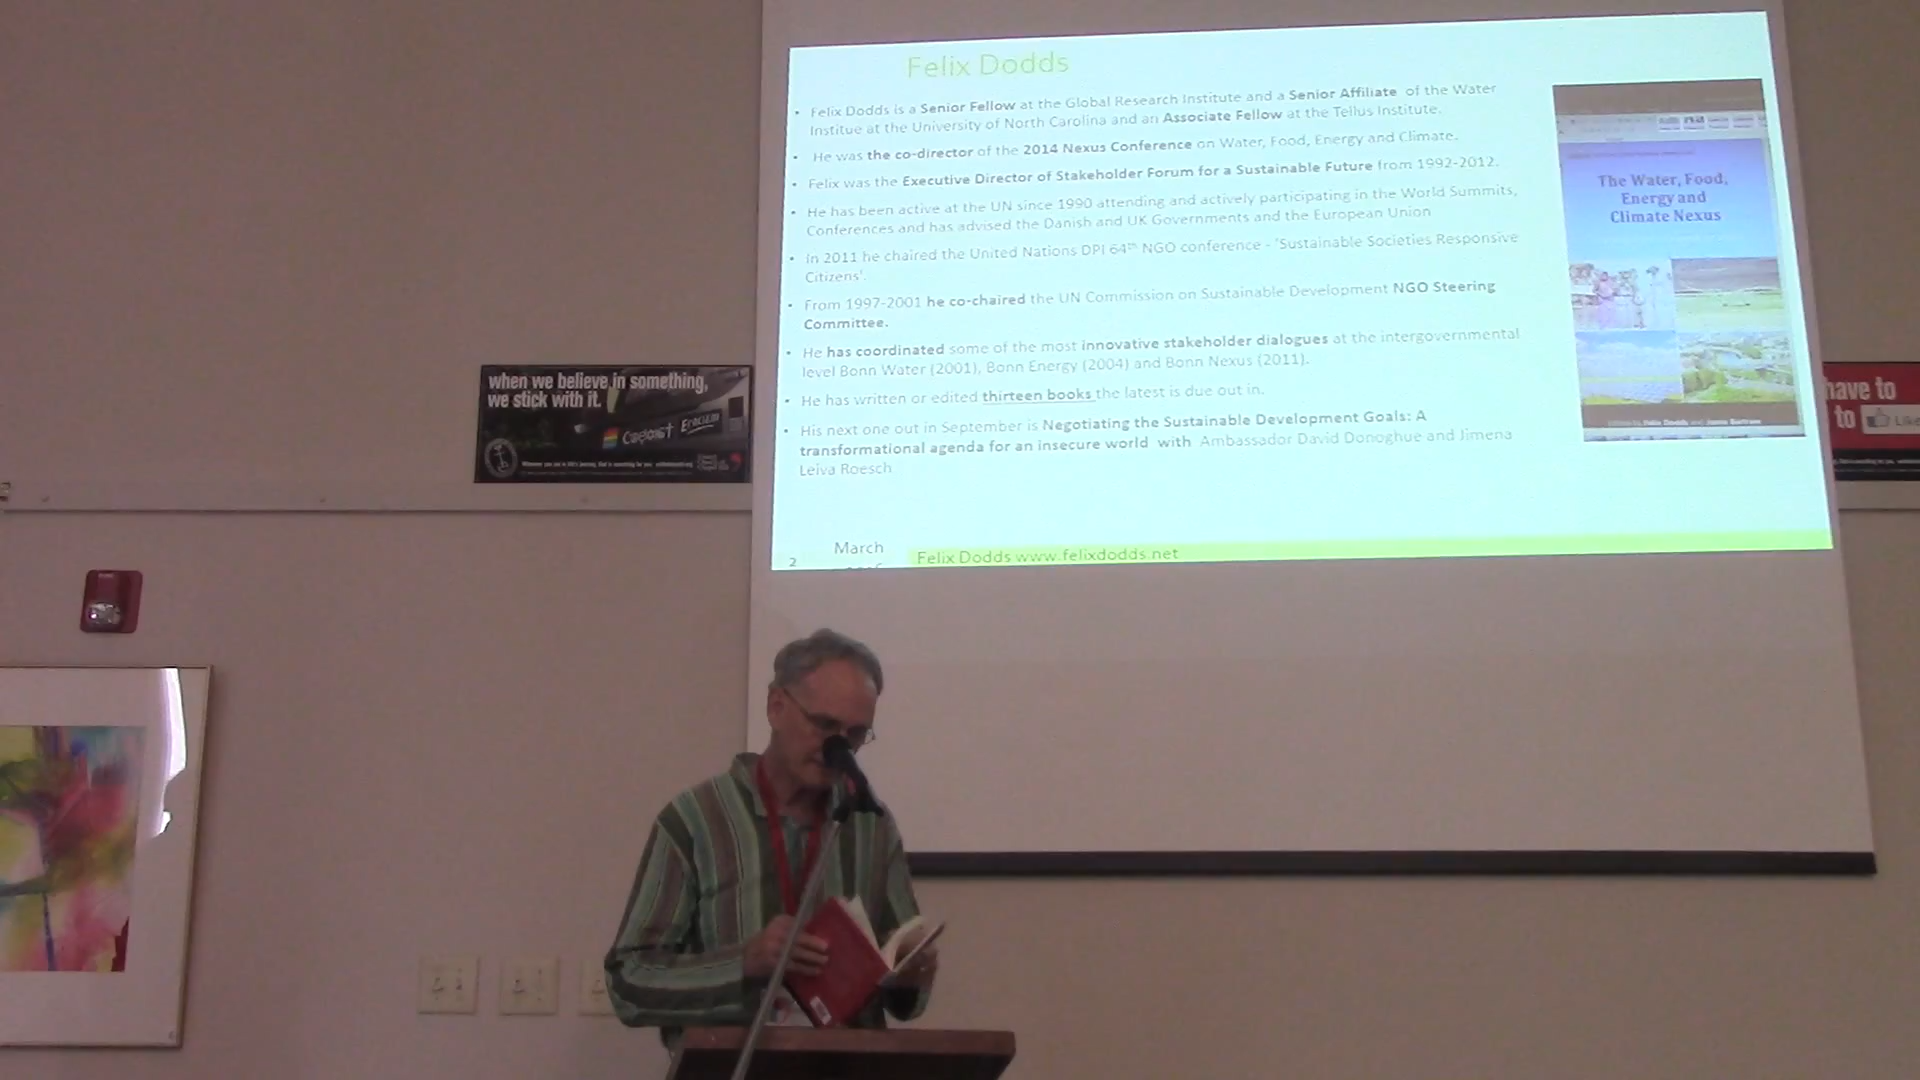 Felix Dodds
• Felix Dodds is a Senior Fellow at the Global Research Institute and a Senior Affiliate of the Water
Institue at the University of North Carolina and an Associate Fellow at the Tellus Institute.
• He was the co-director of the 2014 Nexus Conference on Water, Food, Energy and Climate.
• Felix was the Executive Director of Stakeholder Forum for a Sustainable Future from 1992-2012.
• He has been active at the UN since 1990 attending and actively participating in the World Summits,
Conferences and has advised the Danish and UK Governments and the European Union
• In 2011 he chaired the United Nations DPI 64th NGO conference - 'Sustainable Societies Responsive
Citizens'.
• From 1997-2001 he co-chaired the UN Commission on Sustainable Development NGO Steering
Committee.
• He has coordinated some of the most innovative stakeholder dialogues at the intergovernmental
level Bonn Water (2001), Bonn Energy (2004) and Bonn Nexus (2011).
• He has written or edited thirteen books the latest is due out in.
• His next one out in September is Negotiating the Sustainable Development Goals: A
transformational agenda for an insecure world with Ambassador David Donoghue and Jimena
Leiva Roesch
2
March
Felix Dodds www.felixdodds.net
The Water, Food,
Energy and
Climate Nexus
when we believe in something,
we stick with it.
have to
to
Like